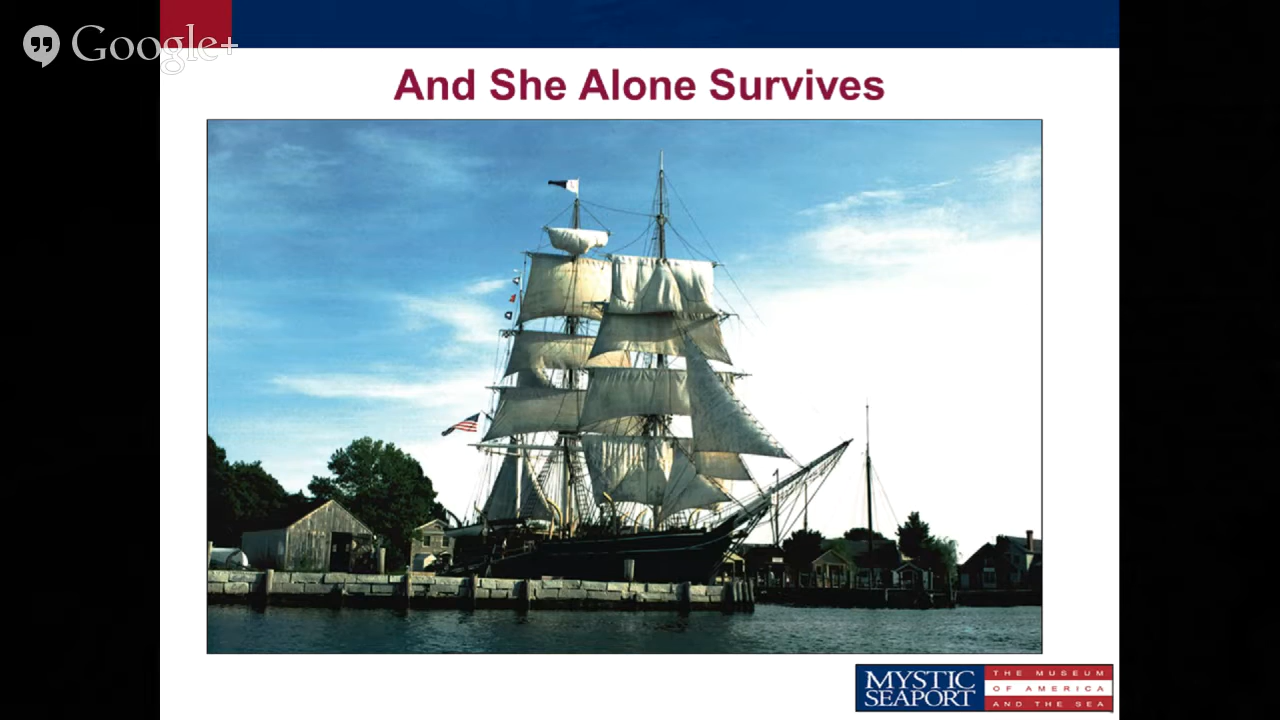 Google+
And She Alone Survives
MYSTIC
SEAPORT
THE MUSEUM
OF AMERICA
AND THE SEA